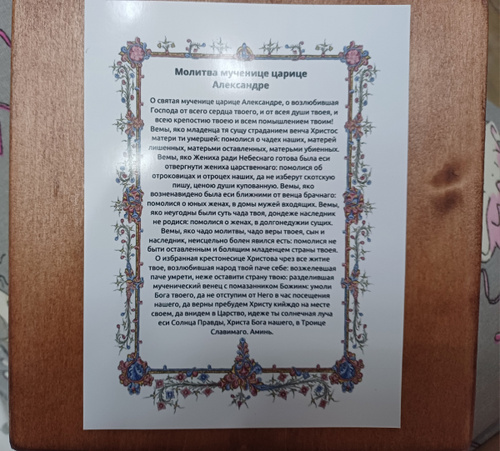 Молитва мученице царице
Александре
О святая мученице царице Александре, о возлюбившая
Господа от всего сердца твоего, и от всея души твоея, и
всею крепостию твоею и всем помышлением твоим!
Вемы, яко младенца тя сущу страданием венча Христос
матери ти умершей: помолися о чадех наших, матерей
лишенных, матерьми оставленных, матерьми убиенных.
Вемы, яко Жениха ради Небеснаго готова была еси
отвергнути жениха царственнаго: помолися об
отроковицах и отроцех наших, да не изберут скотскую
пищу, ценою души купованную. Вемы, яко
возненавидено была еси ближними от венца брачнаго:
помолися о юных женах, в домы мужей входящих. Вемы,
яко неугодны были суть чада твоя, дондеже наследник
не родися: помолися о женах, в долгонедужии сущих.
Вемы, яко чадо молитвы, чадо веры твоея, сын и
наследник, неисцельно болен явился есть: помолися не
быти оставленным и болящим младенцем страны твоея.
О избранная крестонесице Христова чрез все житие
твое, возлюбившая народ твой паче себе: возжелевшая
паче умрети, неже оставити страну твою: разделившая
мученический венец с помазанником Божиим: умоли
Бога твоего, да не отступим от Него в час посещения
нашего, да верны пребудем Христу кийждо на месте
своем, да внидем в Царство, идеже ты солнечная луча
еси Солнца Правды, Христа Бога нашего, в Троице
Славимаго. Аминь.